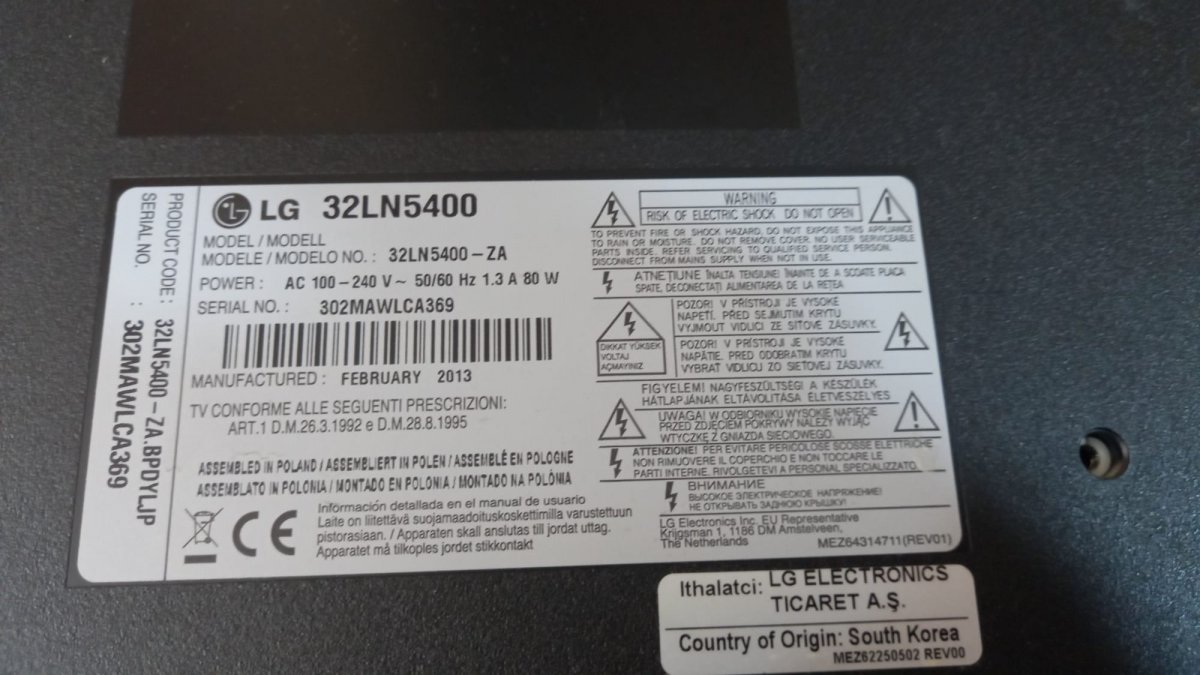 PRODUCT CODE : 32LN5400-ZA.BPDYLJP
SERIAL NO. : 302MAWLCA369
LG 32LN5400
MODEL / MODELL
MODELE / MODELO NO. : 32LN5400-ZA
POWER : AC 100-240 V~ 50/60 Hz 1.3 A 80 W
SERIAL NO. : 302MAWLCA369
MANUFACTURED : FEBRUARY 2013
TV CONFORME ALLE SEGUENTI PRESCRIZIONI:
ART.1 D.M.26.3.1992 e D.M.28.8.1995
ASSEMBLED IN POLAND / ASSEMBLIERT IN POLEN / ASSEMBLÉ EN POLOGNE
ASSEMBLATO IN POLONIA / MONTADO EN POLONIA / MONTADO NA POLÔNIA
CE
Información detallada en el manual de usuario
Laite on liitettävä suojamaadoituskoskettimilla varustettuun
pistorasiaan. / Apparaten skall anslutas till jordat uttag.
Apparatet må tilkoples jordet stikkontakt
WARNING
RISK OF ELECTRIC SHOCK DO NOT OPEN
TO PREVENT FIRE OR SHOCK HAZARD, DO NOT EXPOSE THIS APPLIANCE
TO RAIN OR MOISTURE. DO NOT REMOVE COVER. NO USER SERVICEABLE
PARTS INSIDE. REFER SERVICING TO QUALIFIED SERVICE PERSON.
DISCONNECT FROM MAINS SUPPLY WHEN NOT IN USE.
ATNEŢIUNE ÎNALTA TENSIUNE! ÎNAINTE DE A SCOATE PLACA
SPATE, DECONECTAŢI ALIMENTAREA DE LA REŢEA
DIKKAT YÜKSEK
VOLTAJ
AÇMAYINIZ
POZOR! V PŘÍSTROJI JE VYSOKÉ
NAPĚTÍ. PŘED SEJMUTIM KRYTU
VYJMOUT VIDLICI ZE SÍŤOVÉ ZÁSUVKY.
POZOR! V PRÍSTROJI JE VYSOKÉ
NAPÄTIE. PRED ODOBRATIM KRYTU
VYBRAŤ VIDLICU ZO SIEŤOVEJ ZÁSUVKY.
FIGYELEM! NAGYFESZÜLTSÉG! A KÉSZÜLÉK
HÁTLAPJÁNAK ELTÁVOLÍTÁSA ÉLETVESZÉLYES
UWAGA! W ODBIORNIKU WYSOKIE NAPIĘCIE
PRZED ZDJĘCIEM POKRYWY NALEŻY WYJĄĆ
WTYCZKĘ Z GNIAZDA SIECIOWEGO.
ATTENZIONE! PER EVITARE PERICOLOSE SCOSSE ELETTRICHE
NON RIMUOVERE IL COPERCHIO E NON TOCCARE LE
PARTI INTERNE. RIVOLGETEVI A PERSONAL SPECIALIZZATO.
ВНИМАНИЕ
ВЫСОКОЕ ЭЛЕКТРИЧЕСКОЕ НАПРЯЖЕНИЕ!
НЕ ОТКРЫВАТЬ ЗАДНЮЮ КРЫШКУ!
LG Electronics Inc. EU Representative
Krijgsman 1, 1186 DM Amstelveen,
The Netherlands
MEZ64314711(REV01)
Ithalatci: LG ELECTRONICS
TICARET A.Ş.
Country of Origin: South Korea
MEZ62250502 REV00